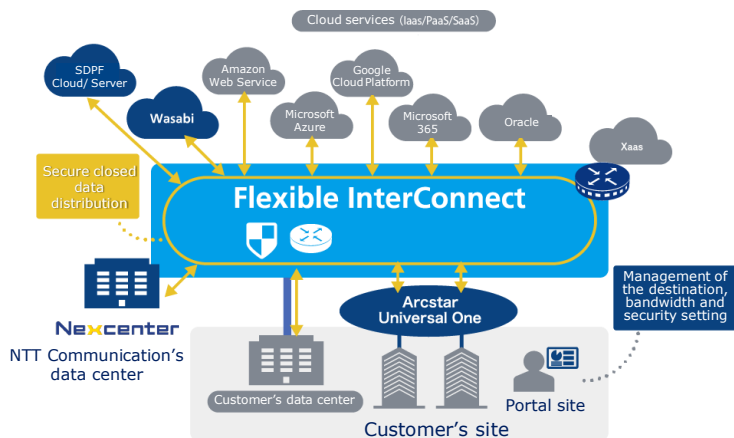 Cloud services (Iaas/PaaS/SaaS)
SDPF
Cloud/ Server
Wasabi
Amazon
Web Service
Microsoft
Azure
Google
Cloud Platform
Microsoft
365
Oracle
Xaas
Secure closed
data
distribution
Flexible InterConnect
Nexcenter
NTT Communication's
data center
Arcstar
Universal One
Management of
the destination,
bandwidth and
security setting
Customer's data center
Portal site
Customer's site